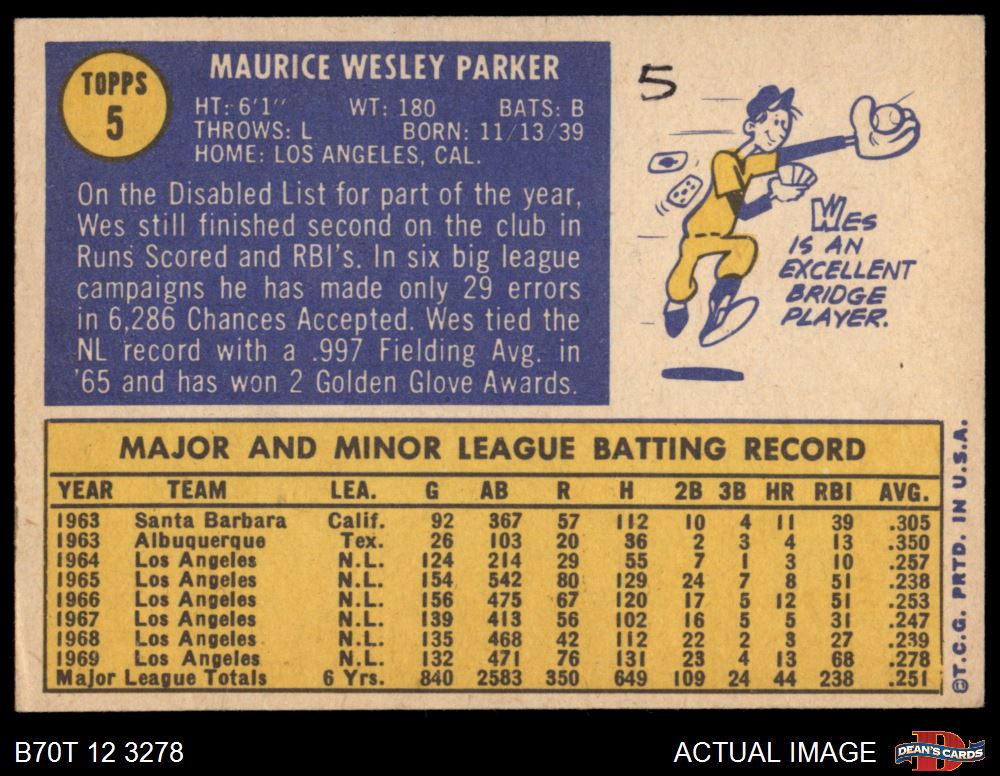 TOPPS
5
MAURICE WESLEY PARKER
HT: 6'1" WT: 180 BATS: B
THROWS: L BORN: 11/13/39
HOME: LOS ANGELES, CAL.
On the Disabled List for part of the year,
Wes still finished second on the club in
Runs Scored and RBI's. In six big league
campaigns he has made only 29 errors
in 6,286 Chances Accepted. Wes tied the
NL record with a .997 Fielding Avg. in
'65 and has won 2 Golden Glove Awards.
5
WES
IS AN
EXCELLENT
BRIDGE
PLAYER.
MAJOR AND MINOR LEAGUE BATTING RECORD
YEAR TEAM LEA. G AB R H 2B 3B HR RBI AVG.
1963 Santa Barbara Calif. 92 367 57 112 10 4 11 39 .305
1963 Albuquerque Tex. 26 103 20 36 2 3 4 13 .350
1964 Los Angeles N.L. 124 214 29 55 7 1 3 10 .257
1965 Los Angeles N.L. 154 542 80 129 24 7 8 51 .238
1966 Los Angeles N.L. 156 475 67 120 17 5 12 51 .253
1967 Los Angeles N.L. 139 413 56 102 16 5 5 31 .247
1968 Los Angeles N.L. 135 468 42 112 22 2 3 27 .239
1969 Los Angeles N.L. 132 471 76 131 23 4 13 68 .278
Major League Totals 6 Yrs. 840 2583 350 649 109 24 44 238 .251
©T.C.G. PRTD. IN U.S.A.
B70T 12 3278
ACTUAL IMAGE
DEAN'S CARDS